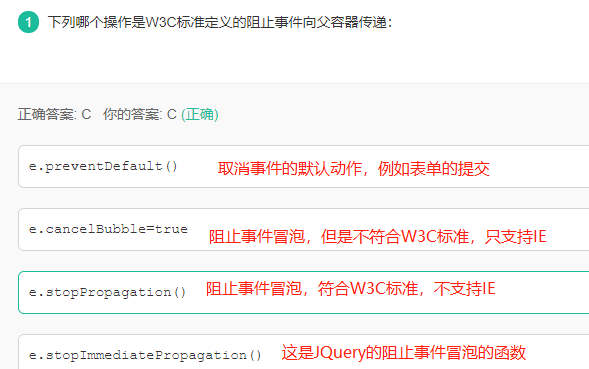 1 下列哪个操作是W3C标准定义的阻止事件向父容器传递：
正确答案: C 你的答案: C (正确)
e.preventDefault() 取消事件的默认动作，例如表单的提交
e.cancelBubble=true 阻止事件冒泡，但是不符合W3C标准，只支持IE
e.stopPropagation() 阻止事件冒泡，符合W3C标准，不支持IE
e.stopImmediatePropagation() 这是JQuery的阻止事件冒泡的函数